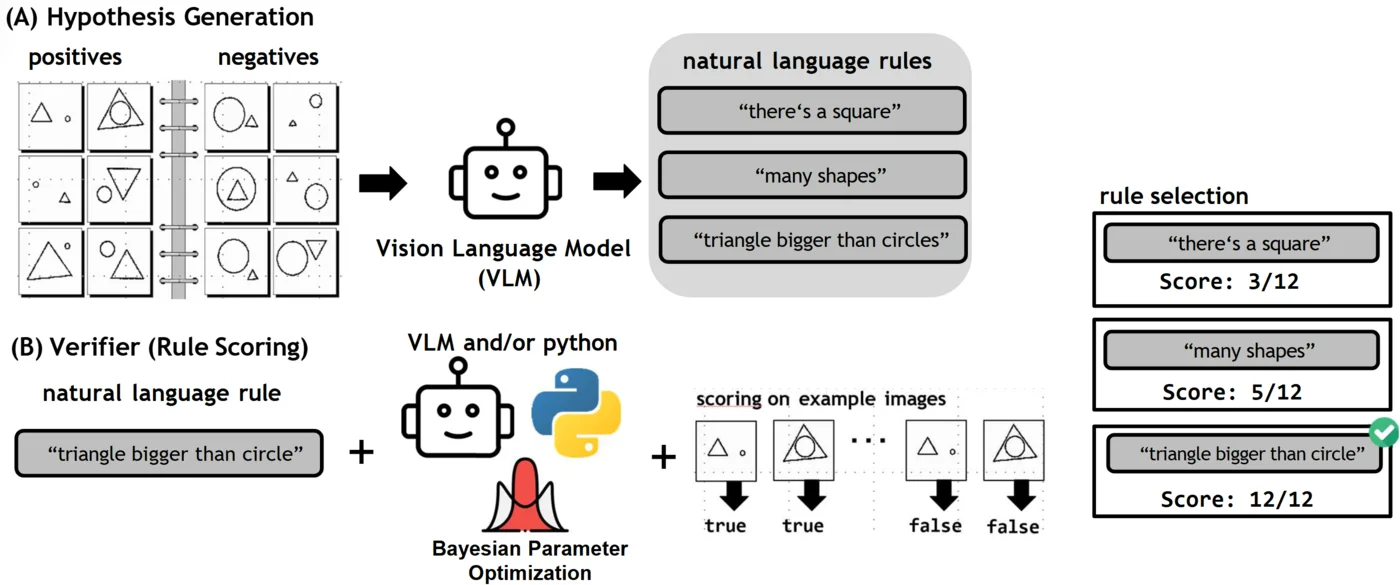 (A) Hypothesis Generation
positives
negatives
Vision Language Model
(VLM)
natural language rules
“there‘s a square”
“many shapes”
“triangle bigger than circles”
(B) Verifier (Rule Scoring)
natural language rule
“triangle bigger than circle”
+
VLM and/or python
Bayesian Parameter
Optimization
+
scoring on example images
...
true true false false
rule selection
“there‘s a square”
Score: 3/12
“many shapes”
Score: 5/12
“triangle bigger than circle”
Score: 12/12